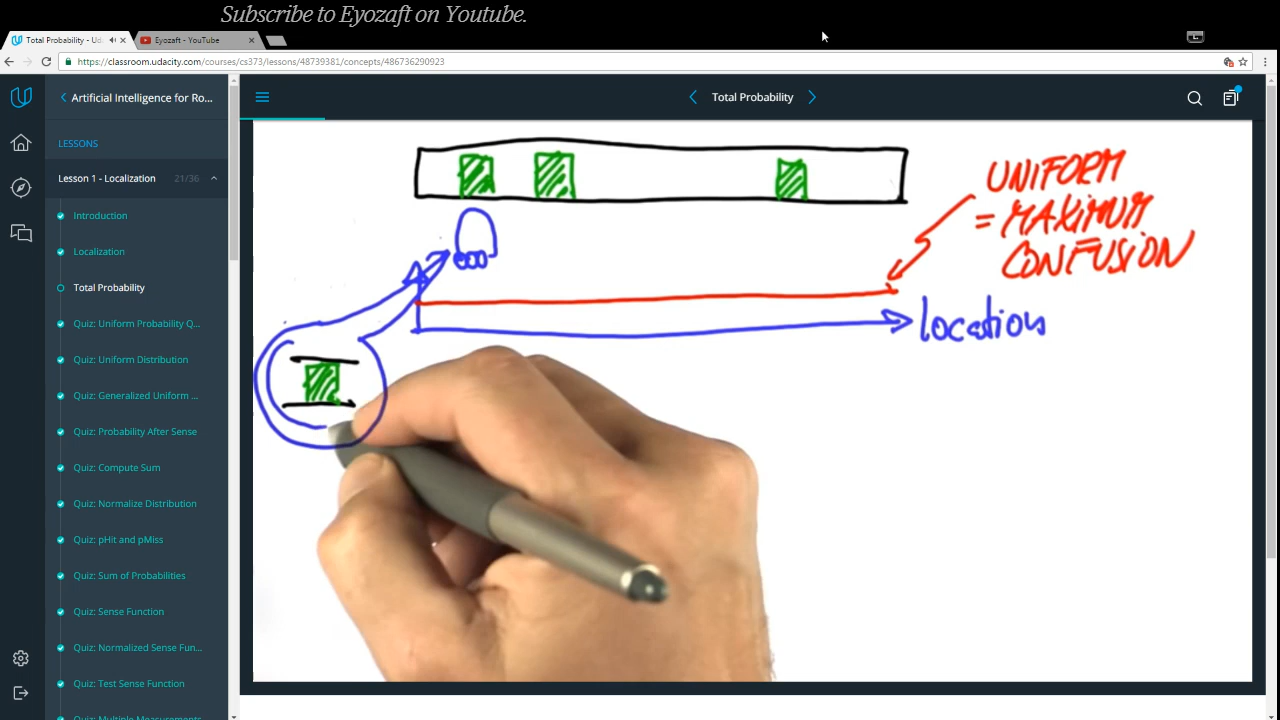 Subscribe to Eyozaft on Youtube.
Total Probability - Ud
Eyozaft - YouTube
https://classroom.udacity.com/courses/cs373/lessons/48739381/concepts/486736290923
Artificial Intelligence for Ro...
Total Probability
LESSONS
Lesson 1 - Localization 21/36
Introduction
Localization
Total Probability
Quiz: Uniform Probability Q...
Quiz: Uniform Distribution
Quiz: Generalized Uniform ...
Quiz: Probability After Sense
Quiz: Compute Sum
Quiz: Normalize Distribution
Quiz: pHit and pMiss
Quiz: Sum of Probabilities
Quiz: Sense Function
Quiz: Normalized Sense Fun...
Quiz: Test Sense Function
Quiz: Multiple Measurements
UNIFORM
= MAXIMUM
CONFUSION
location